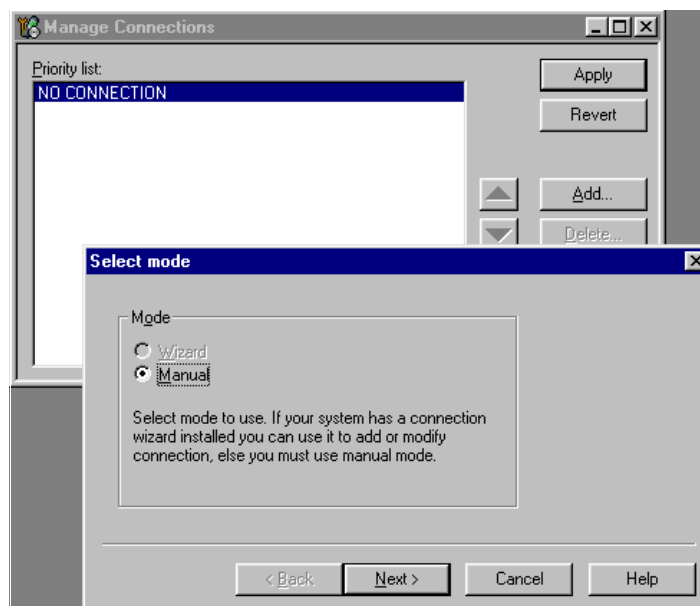 Manage Connections
Priority list:
NO CONNECTION
Apply
Revert
Add...
Delete...
Select mode
Mode
Wizard
Manual
Select mode to use. If your system has a connection
wizard installed you can use it to add or modify
connection, else you must use manual mode.
< Back
Next >
Cancel
Help